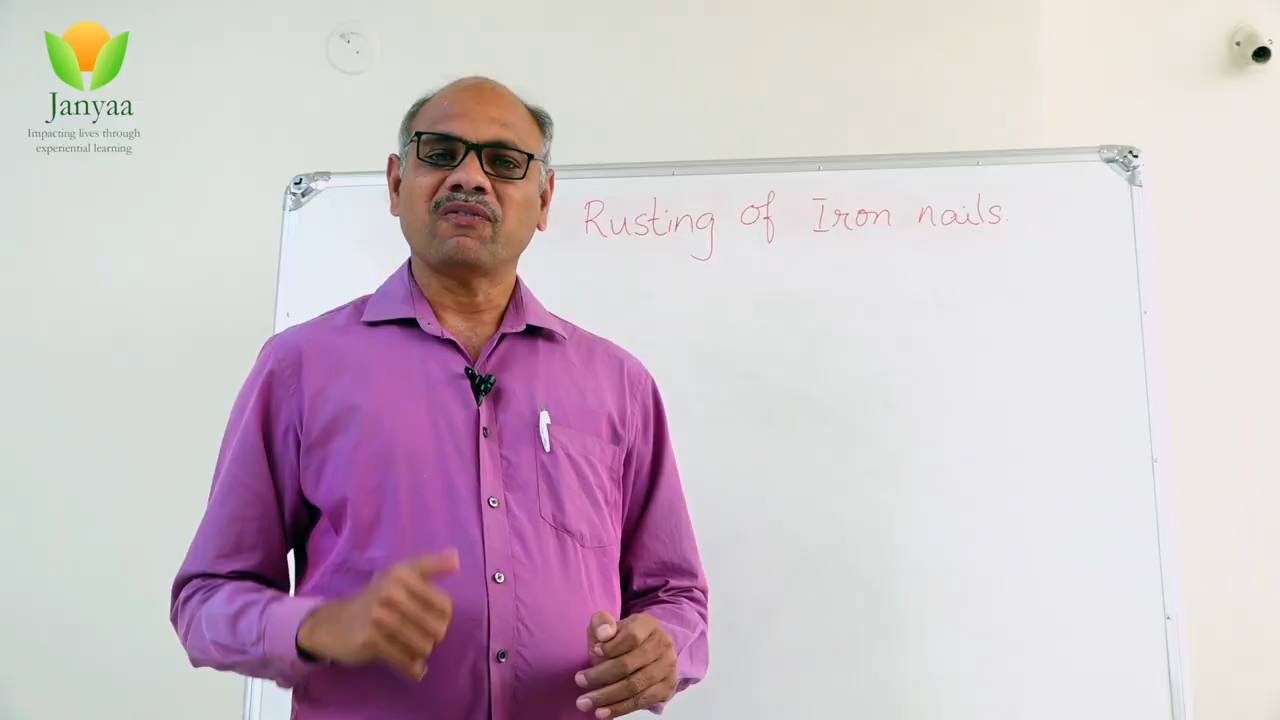 Janyaa
Impacting lives through
experiential learning
Rusting of Iron nails.